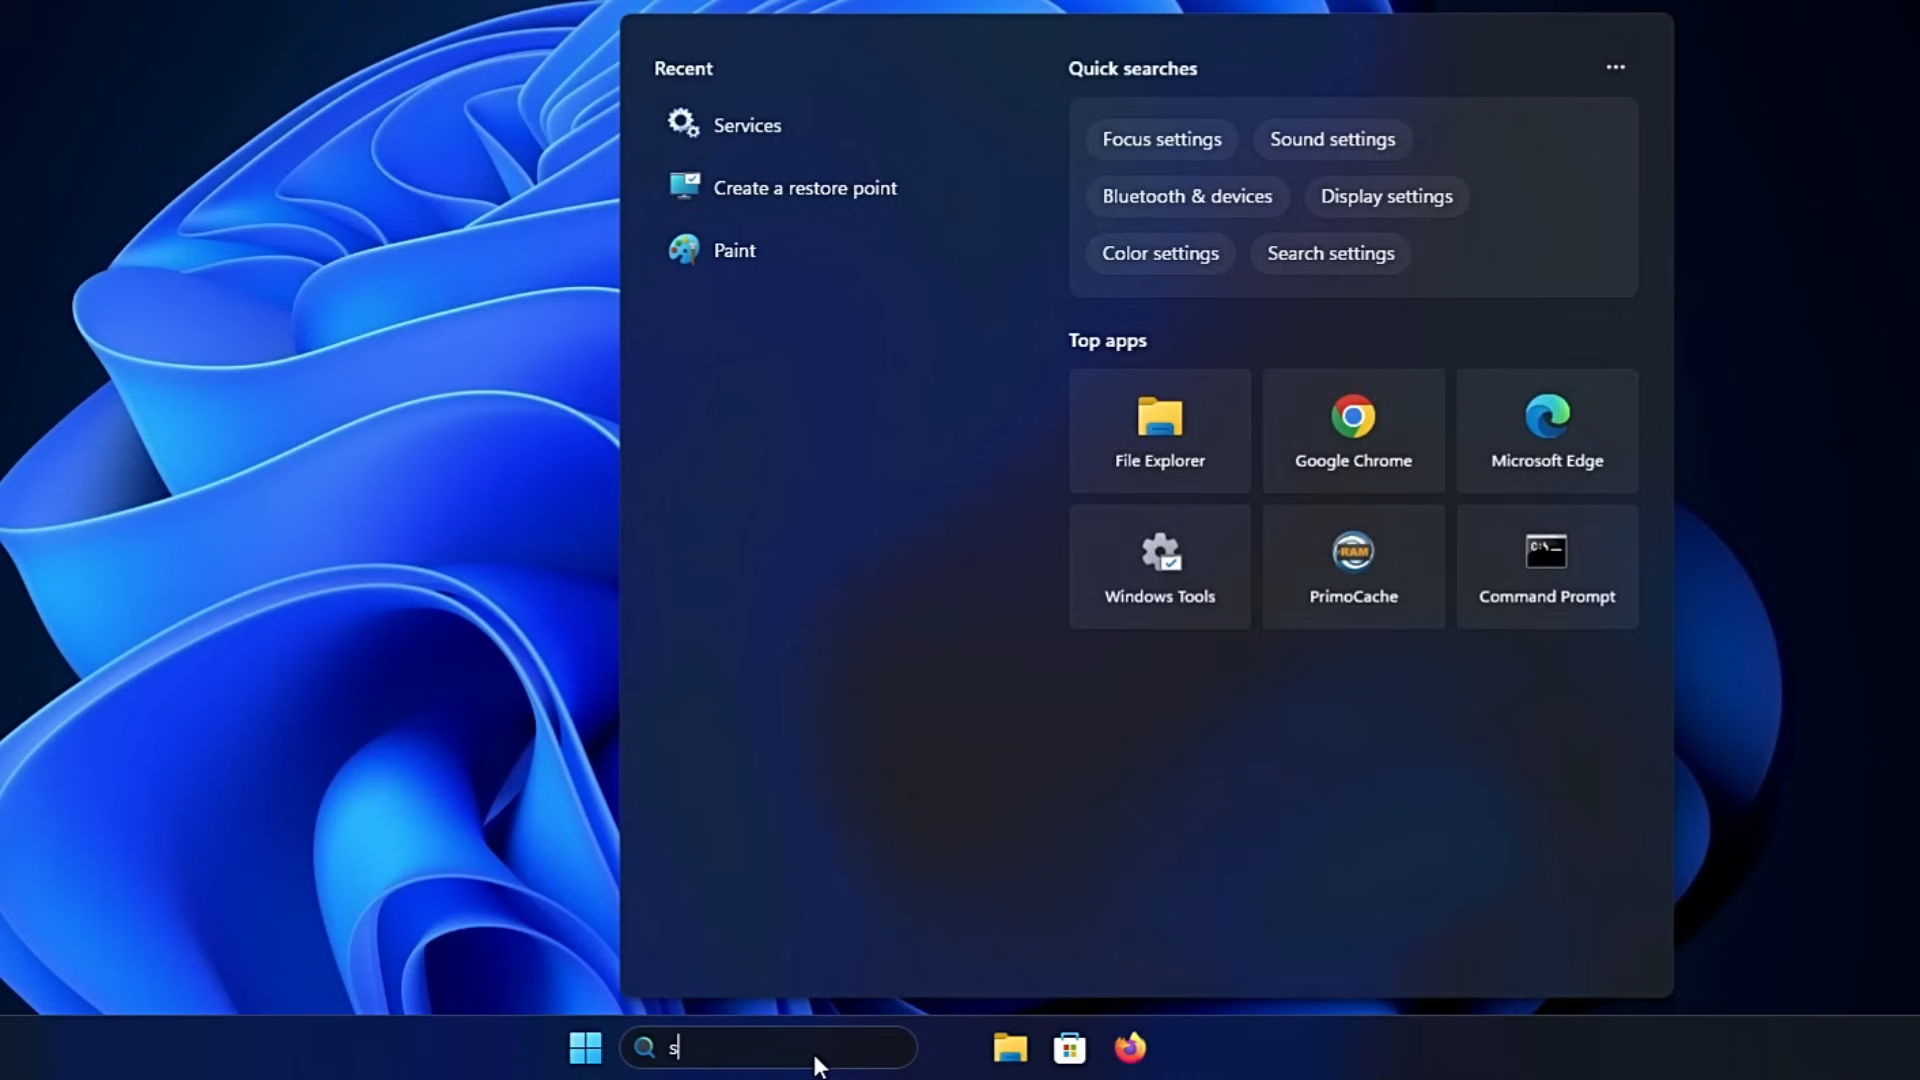 Recent
Services
Create a restore point
Paint
Quick searches
Focus settings
Sound settings
Bluetooth & devices
Display settings
Color settings
Search settings
Top apps
File Explorer
Google Chrome
Microsoft Edge
Windows Tools
RAM
PrimoCache
C:\_
Command Prompt
s